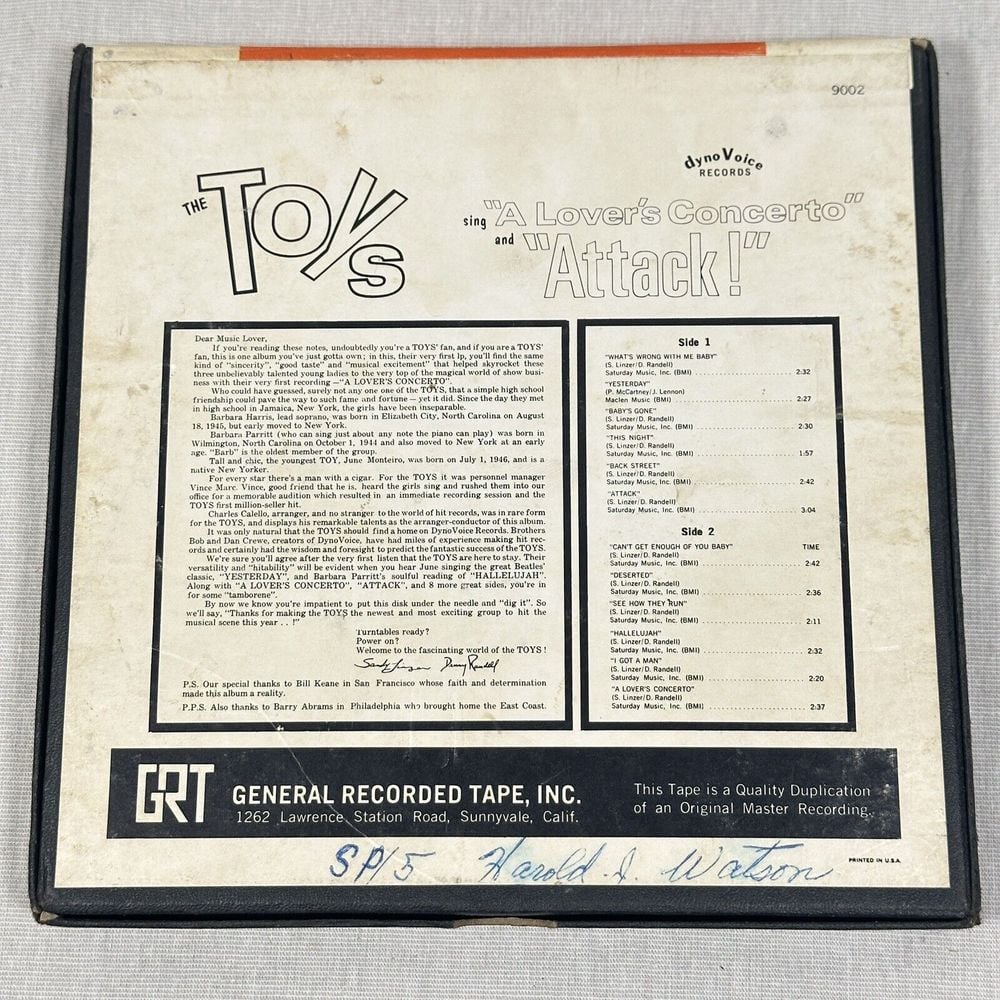 9002
dynoVoice
RECORDS
THE TOYS
sing "A Lover's Concerto"
and "Attack!"
Dear Music Lover,
If you're reading these notes, undoubtedly you're a TOYS' fan, and if you are a TOYS'
fan, this is one album you've just gotta own; in this, their very first lp, you'll find the same
kind of "sincerity", "good taste" and "musical excitement" that helped skyrocket these
three unbelievably talented young ladies to the very top of the magical world of show busi-
ness with their very first recording—"A LOVER'S CONCERTO".
Who could have guessed, surely not any one one of the TOYS, that a simple high school
friendship could pave the way to such fame and fortune — yet it did. Since the day they met
in high school in Jamaica, New York, the girls have been inseparable.
Barbara Harris, lead soprano, was born in Elizabeth City, North Carolina on August
18, 1945, but early moved to New York.
Barbara Parritt (who can sing just about any note the piano can play) was born in
Wilmington, North Carolina on October 1, 1944 and also moved to New York at an early
age. "Barb" is the oldest member of the group.
Tall and chic, the youngest TOY, June Monteiro, was born on July 1, 1946, and is a
native New Yorker.
For every star there's a man with a cigar. For the TOYS it was personnel manager
Vince Marc. Vince, good friend that he is, heard the girls sing and rushed them into our
office for a memorable audition which resulted in an immediate recording session and the
TOYS first million-seller hit.
Charles Calello, arranger, and no stranger to the world of hit records, was in rare form
for the TOYS, and displays his remarkable talents as the arranger-conductor of this album.
It was only natural that the TOYS should find a home on DynoVoice Records. Brothers
Bob and Dan Crewe, creators of DynoVoice, have had miles of experience making hit rec-
ords and certainly had the wisdom and foresight to predict the fantastic success of the TOYS.
We're sure you'll agree after the very first listen that the TOYS are here to stay. Their
versatility and "hitability" will be evident when you hear June singing the great Beatles'
classic, "YESTERDAY", and Barbara Parritt's soulful reading of "HALLELUJAH".
Along with "A LOVER'S CONCERTO", "ATTACK", and 8 more great sides, you're in
for some "tamborene".
By now we know you're impatient to put this disk under the needle and "dig it". So
we'll say, "Thanks for making the TOYS the newest and most exciting group to hit the
musical scene this year . . !"
Turntables ready?
Power on?
Welcome to the fascinating world of the TOYS!
Sandy Linzer Denny Randell
P.S. Our special thanks to Bill Keane in San Francisco whose faith and determination
made this album a reality.
P.P.S. Also thanks to Barry Abrams in Philadelphia who brought home the East Coast.
Side 1
"WHAT'S WRONG WITH ME BABY"
(S. Linzer/D. Randell)
Saturday Music, Inc. (BMI) 2:32
"YESTERDAY"
(P. McCartney/J. Lennon)
Maclen Music (BMI) 2:27
"BABY'S GONE"
(S. Linzer/D. Randell)
Saturday Music, Inc. (BMI) 2:30
"THIS NIGHT"
(S. Linzer/D. Randell)
Saturday Music, Inc. (BMI) 1:57
"BACK STREET"
(S. Linzer/D. Randell)
Saturday Music, Inc. (BMI) 2:42
"ATTACK"
(S. Linzer/D. Randell)
Saturday Music, Inc. (BMI) 3:04
Side 2
"CAN'T GET ENOUGH OF YOU BABY" TIME
(S. Linzer/D. Randell)
Saturday Music, Inc. (BMI) 2:42
"DESERTED"
(S. Linzer/D. Randell)
Saturday Music, Inc. (BMI) 2:36
"SEE HOW THEY RUN"
(S. Linzer/D. Randell)
Saturday Music, Inc. (BMI) 2:11
"HALLELUJAH"
(S. Linzer/D. Randell)
Saturday Music, Inc. (BMI) 2:32
"I GOT A MAN"
(S. Linzer/D. Randell)
Saturday Music, Inc. (BMI) 2:20
"A LOVER'S CONCERTO"
(S. Linzer/D. Randell)
Saturday Music, Inc. (BMI) 2:37
GRT
GENERAL RECORDED TAPE, INC.
1262 Lawrence Station Road, Sunnyvale, Calif.
This Tape is a Quality Duplication
of an Original Master Recording.
SP/5 Harold J. Watson
PRINTED IN U.S.A.